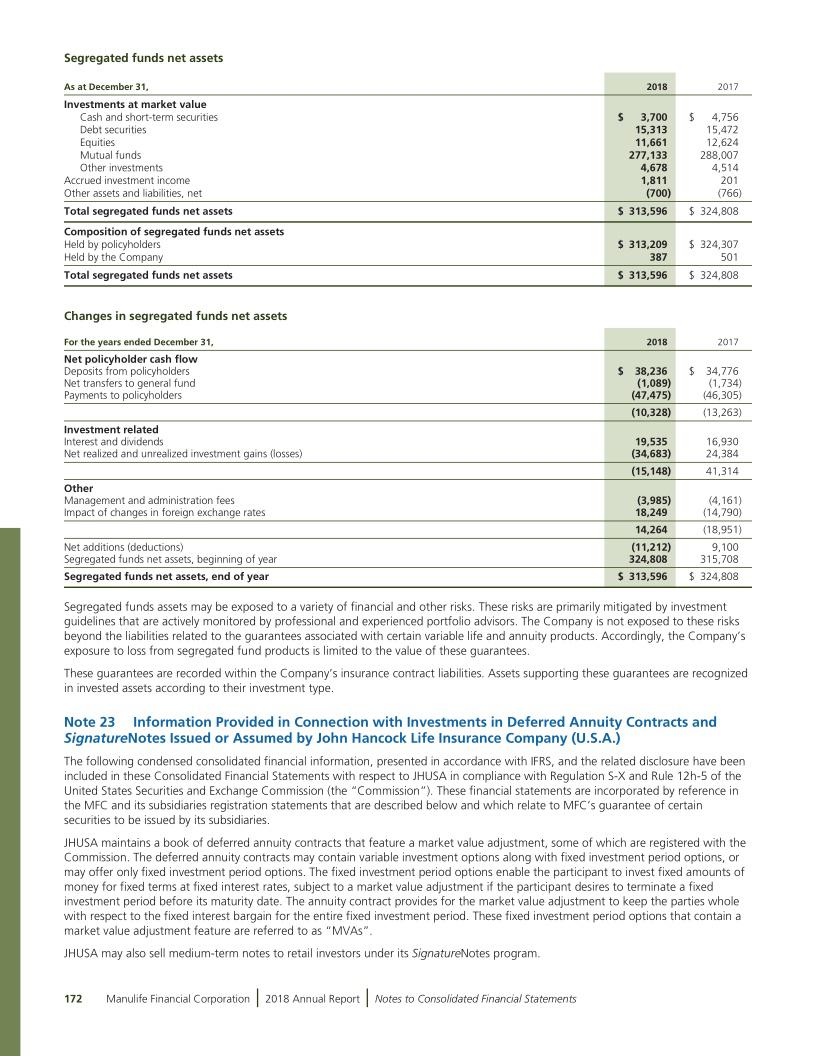 Segregated funds net assets
As at December 31, 2018 2017
Investments at market value
Cash and short-term securities $ 3,700 $ 4,756
Debt securities 15,313 15,472
Equities 11,661 12,624
Mutual funds 277,133 288,007
Other investments 4,678 4,514
Accrued investment income 1,811 201
Other assets and liabilities, net (700) (766)
Total segregated funds net assets $ 313,596 $ 324,808
Composition of segregated funds net assets
Held by policyholders $ 313,209 $ 324,307
Held by the Company 387 501
Total segregated funds net assets $ 313,596 $ 324,808
Changes in segregated funds net assets
For the years ended December 31, 2018 2017
Net policyholder cash flow
Deposits from policyholders $ 38,236 $ 34,776
Net transfers to general fund (1,089) (1,734)
Payments to policyholders (47,475) (46,305)
(10,328) (13,263)
Investment related
Interest and dividends 19,535 16,930
Net realized and unrealized investment gains (losses) (34,683) 24,384
(15,148) 41,314
Other
Management and administration fees (3,985) (4,161)
Impact of changes in foreign exchange rates 18,249 (14,790)
14,264 (18,951)
Net additions (deductions) (11,212) 9,100
Segregated funds net assets, beginning of year 324,808 315,708
Segregated funds net assets, end of year $ 313,596 $ 324,808
Segregated funds assets may be exposed to a variety of financial and other risks. These risks are primarily mitigated by investment
guidelines that are actively monitored by professional and experienced portfolio advisors. The Company is not exposed to these risks
beyond the liabilities related to the guarantees associated with certain variable life and annuity products. Accordingly, the Company's
exposure to loss from segregated fund products is limited to the value of these guarantees.
These guarantees are recorded within the Company's insurance contract liabilities. Assets supporting these guarantees are recognized
in invested assets according to their investment type.
Note 23 Information Provided in Connection with Investments in Deferred Annuity Contracts and
SignatureNotes Issued or Assumed by John Hancock Life Insurance Company (U.S.A.)
The following condensed consolidated financial information, presented in accordance with IFRS, and the related disclosure have been
included in these Consolidated Financial Statements with respect to JHUSA in compliance with Regulation S-X and Rule 12h-5 of the
United States Securities and Exchange Commission (the "Commission"). These financial statements are incorporated by reference in
the MFC and its subsidiaries registration statements that are described below and which relate to MFC's guarantee of certain
securities to be issued by its subsidiaries.
JHUSA maintains a book of deferred annuity contracts that feature a market value adjustment, some of which are registered with the
Commission. The deferred annuity contracts may contain variable investment options along with fixed investment period options, or
may offer only fixed investment period options. The fixed investment period options enable the participant to invest fixed amounts of
money for fixed terms at fixed interest rates, subject to a market value adjustment if the participant desires to terminate a fixed
investment period before its maturity date. The annuity contract provides for the market value adjustment to keep the parties whole
with respect to the fixed interest bargain for the entire fixed investment period. These fixed investment period options that contain a
market value adjustment feature are referred to as "MVAs".
JHUSA may also sell medium-term notes to retail investors under its SignatureNotes program.
172 Manulife Financial Corporation | 2018 Annual Report | Notes to Consolidated Financial Statements